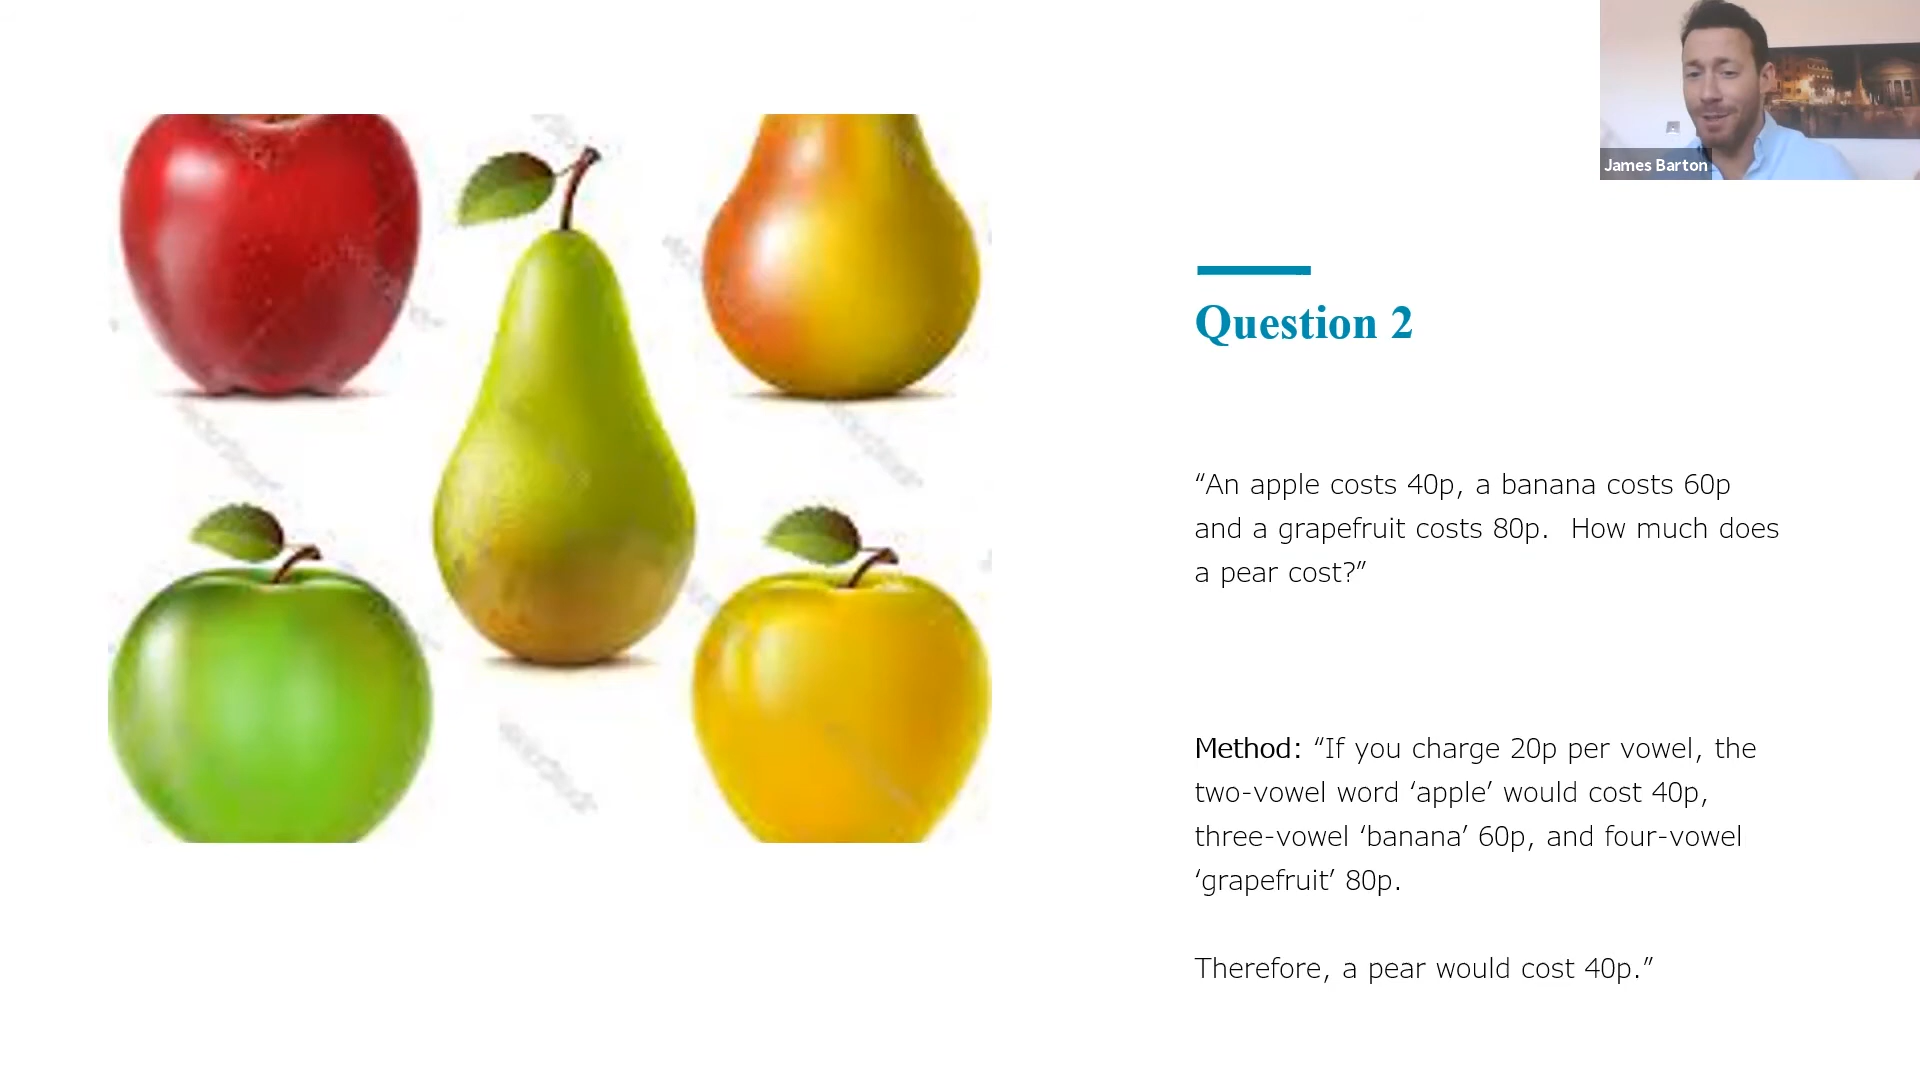 James Barton
Question 2
“An apple costs 40p, a banana costs 60p
and a grapefruit costs 80p.  How much does
a pear cost?”
Method: “If you charge 20p per vowel, the
two-vowel word ‘apple’ would cost 40p,
three-vowel ‘banana’ 60p, and four-vowel
‘grapefruit’ 80p.
Therefore, a pear would cost 40p.”